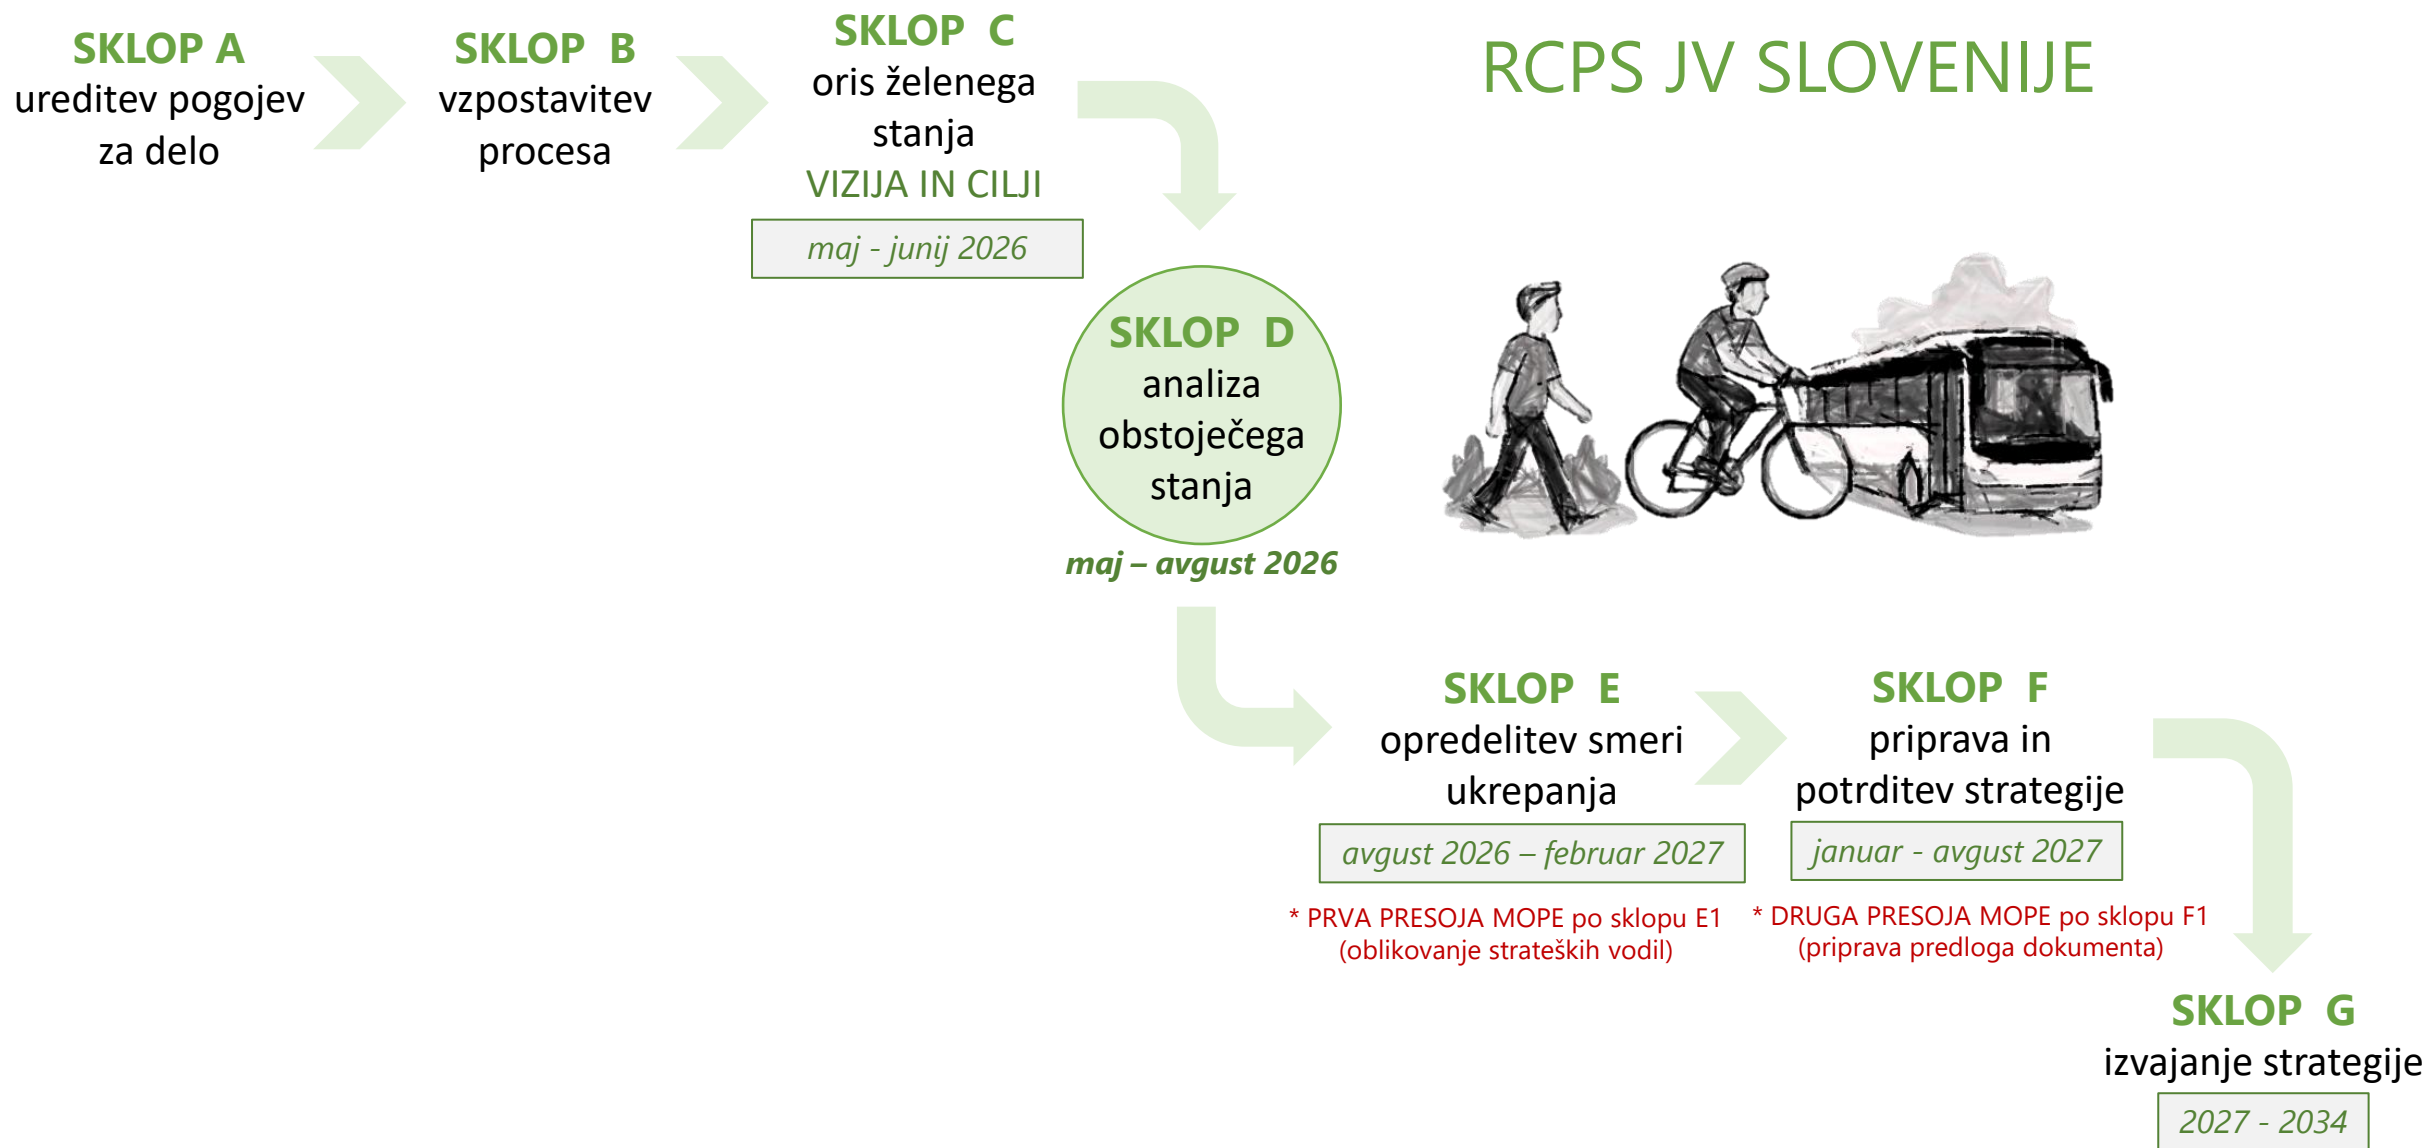 SKLOP A
ureditev pogojev
za delo
SKLOP B
vzpostavitev
procesa
SKLOP C
oris želenega
stanja
VIZIJA IN CILJI
maj - junij 2026
RCPS JV SLOVENIJE
SKLOP D
analiza
obstoječega
stanja
maj – avgust 2026
SKLOP E
opredelitev smeri
ukrepanja
avgust 2026 – februar 2027
* PRVA PRESOJA MOPE po sklopu E1
(oblikovanje strateških vodil)
SKLOP F
priprava in
potrditev strategije
januar - avgust 2027
* DRUGA PRESOJA MOPE po sklopu F1
(priprava predloga dokumenta)
SKLOP G
izvajanje strategije
2027 - 2034